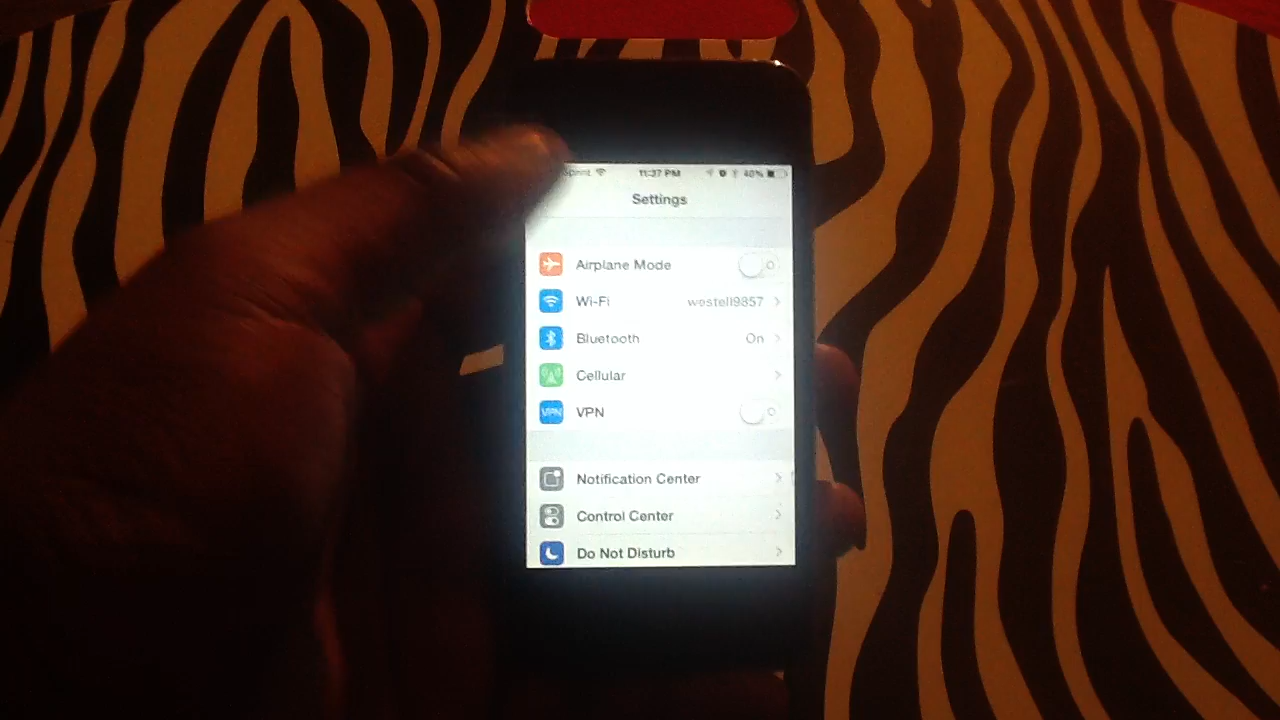 Sprint 11:37 PM 40%
Settings
Airplane Mode
Wi-Fi westell9857
Bluetooth On
Cellular
VPN VPN
Notification Center
Control Center
Do Not Disturb